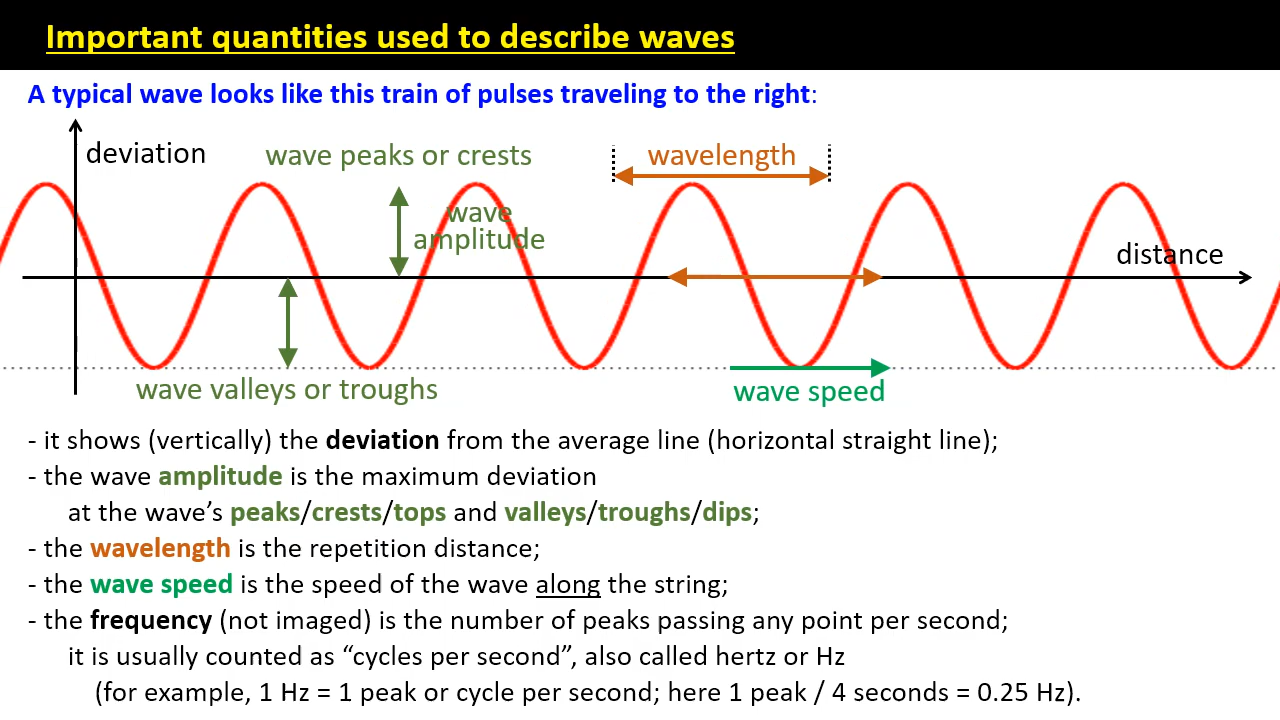 Important quantities used to describe waves
A typical wave looks like this train of pulses traveling to the right:
deviation
wave peaks or crests
wavelength
wave
amplitude
distance
wave valleys or troughs
wave speed
- it shows (vertically) the deviation from the average line (horizontal straight line);
- the wave amplitude is the maximum deviation
at the wave’s peaks/crests/tops and valleys/troughs/dips;
- the wavelength is the repetition distance;
- the wave speed is the speed of the wave along the string;
- the frequency (not imaged) is the number of peaks passing any point per second;
it is usually counted as “cycles per second”, also called hertz or Hz
(for example, 1 Hz = 1 peak or cycle per second; here 1 peak / 4 seconds = 0.25 Hz).